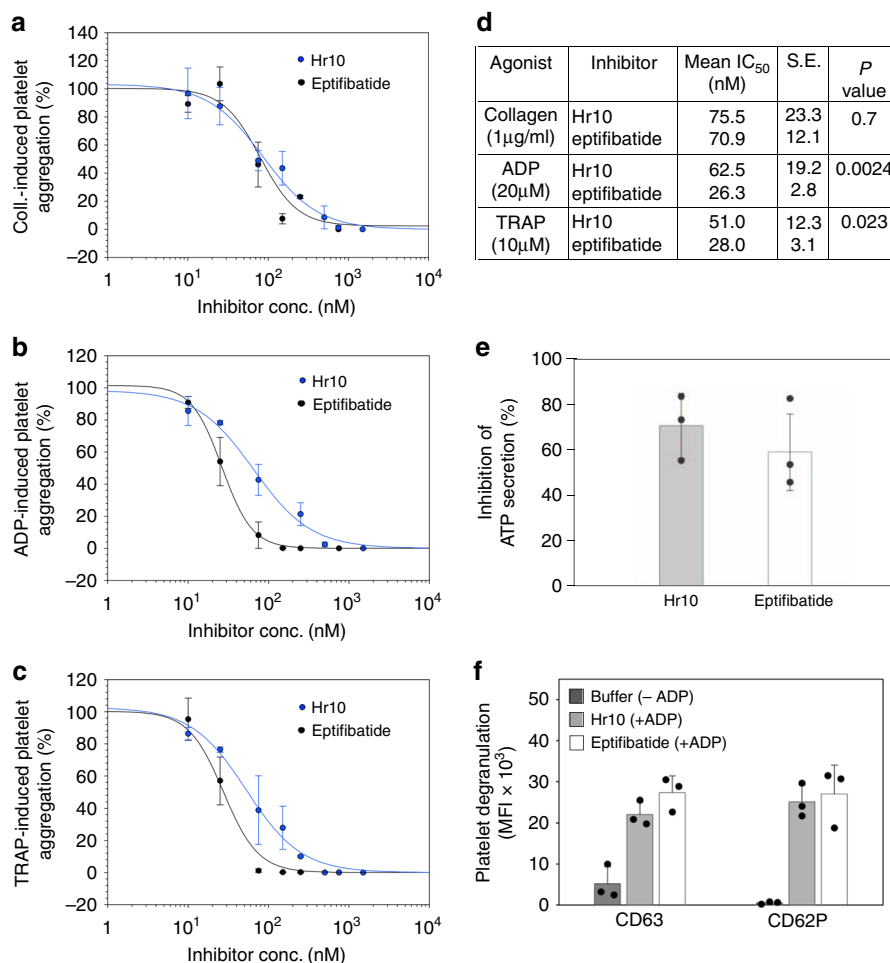 a
Coll.-induced platelet
aggregation (%)
140
120
100
80
60
40
20
0
−20
Hr10
Eptifibatide
1 10¹ 10² 10³ 10⁴
Inhibitor conc. (nM)
b
ADP-induced platelet
aggregation (%)
120
100
80
60
40
20
0
−20
Hr10
Eptifibatide
1 10¹ 10² 10³ 10⁴
Inhibitor conc. (nM)
c
TRAP-induced platelet
aggregation (%)
120
100
80
60
40
20
0
−20
Hr10
Eptifibatide
1 10¹ 10² 10³ 10⁴
Inhibitor conc. (nM)
d
Agonist Inhibitor Mean IC₅₀ (nM) S.E. P value
Collagen Hr10 75.5 23.3 0.7
(1μg/ml) eptifibatide 70.9 12.1
ADP Hr10 62.5 19.2 0.0024
(20μM) eptifibatide 26.3 2.8
TRAP Hr10 51.0 12.3 0.023
(10μM) eptifibatide 28.0 3.1
e
Inhibition of
ATP secretion (%)
100
80
60
40
60
0
Hr10 Eptifibatide
f
Platelet degranulation
(MFI × 10³)
50
40
30
20
10
0
Buffer (− ADP)
Hr10 (+ADP)
Eptifibatide (+ADP)
CD63 CD62P